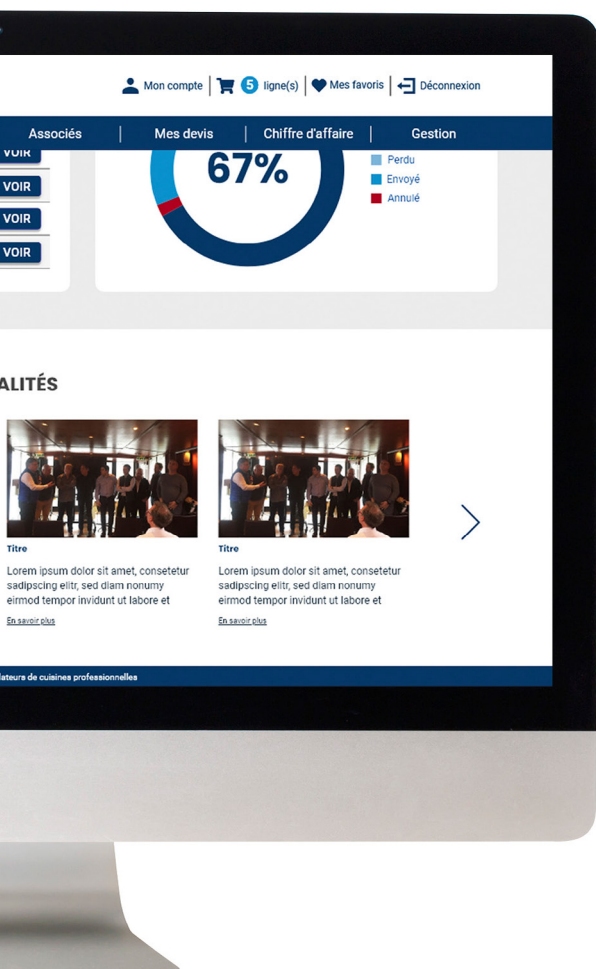 Mon compte
5 ligne(s)
Mes favoris
Déconnexion
Associés
Mes devis
Chiffre d'affaire
Gestion
VOIR
VOIR
VOIR
VOIR
67%
Perdu
Envoyé
Annulé
ALITÉS
Titre
Lorem ipsum dolor sit amet, consetetur
sadipscing elitr, sed diam nonumy
eirmod tempor invidunt ut labore et
En savoir plus
Titre
Lorem ipsum dolor sit amet, consetetur
sadipscing elitr, sed diam nonumy
eirmod tempor invidunt ut labore et
En savoir plus
lateurs de cuisines professionnelles